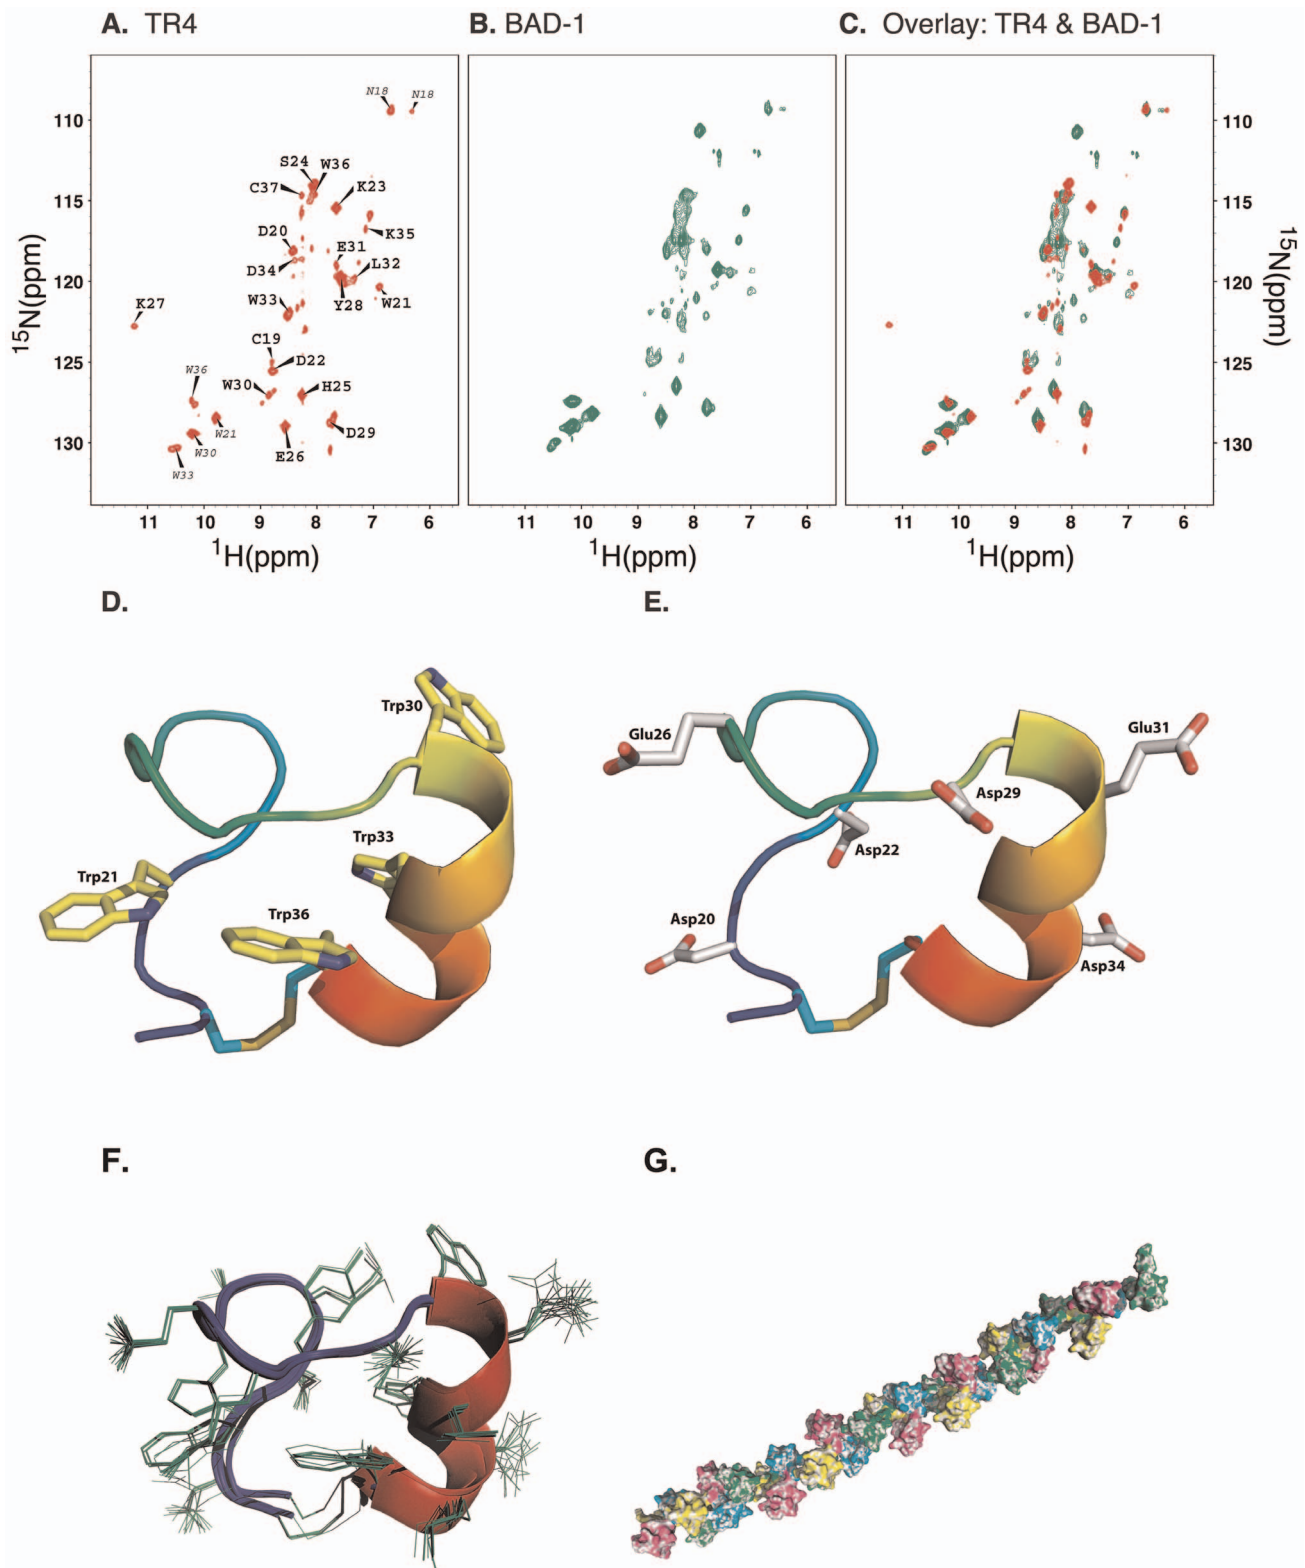 A. TR4
B. BAD-1
C. Overlay: TR4 & BAD-1
N18
N18
110
110
S24
W36
C37
K23
115
115
D20
K35
E31
D34
L32
120
120
W33
Y28
W21
K27
C19
D22
125
125
W36
W30
H25
W21
D29
W30
E26
130
130
W33
15N(ppm)
15N(ppm)
11 10 9 8 7 6
11 10 9 8 7 6
11 10 9 8 7 6
1H(ppm)
1H(ppm)
1H(ppm)
D.
E.
Trp30
Trp33
Trp21
Trp36
Glu26
Glu31
Asp29
Asp22
Asp20
Asp34
F.
G.